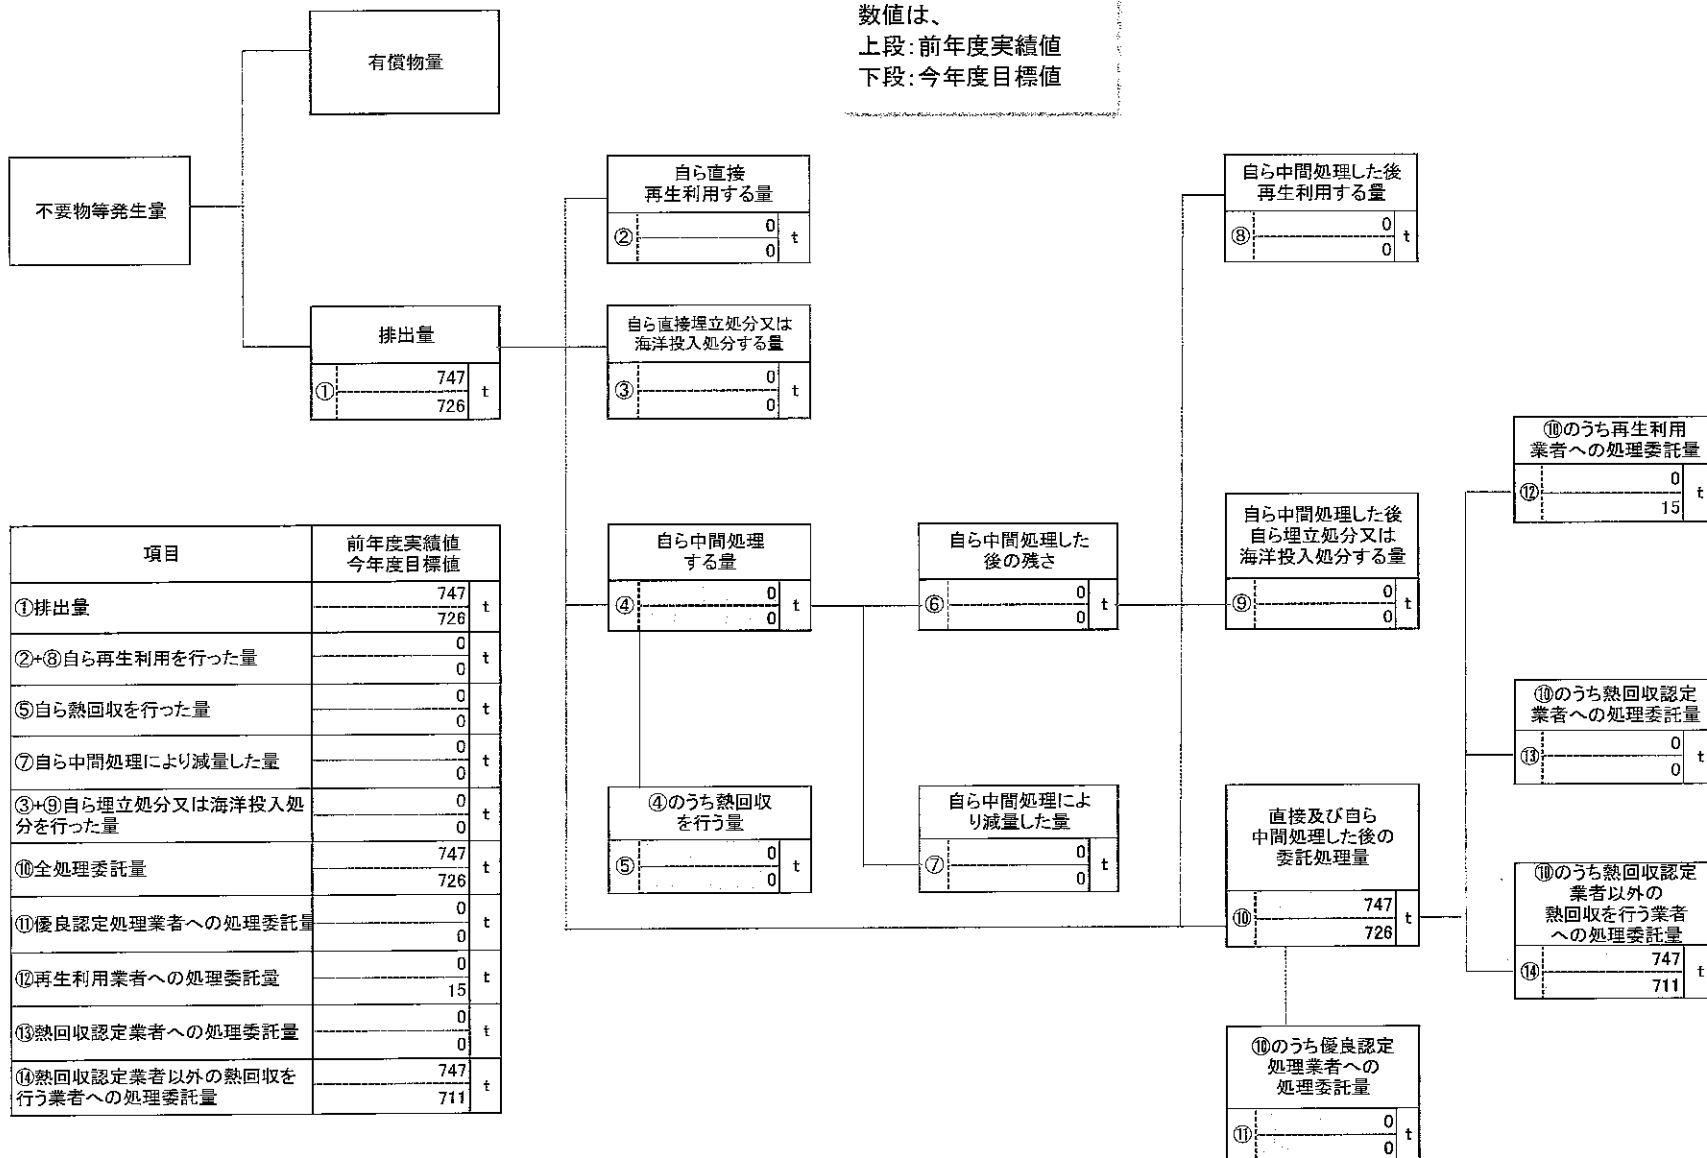 数値は、
上段:前年度実績値
下段:今年度目標値
有償物量
不要物等発生量
排出量
① 747 t
726
自ら直接
再生利用する量
② 0 t
0
自ら直接埋立処分又は
海洋投入処分する量
③ 0 t
0
自ら中間処理
する量
④ 0 t
0
④のうち熱回収
を行う量
⑤ 0 t
0
自ら中間処理した
後の残さ
⑥ 0 t
0
自ら中間処理によ
り減量した量
⑦ 0 t
0
自ら中間処理した後
再生利用する量
⑧ 0 t
0
自ら中間処理した後
自ら埋立処分又は
海洋投入処分する量
⑨ 0 t
0
直接及び自ら
中間処理した後の
委託処理量
⑩ 747 t
726
⑩のうち優良認定
処理業者への
処理委託量
⑪ 0 t
0
⑩のうち再生利用
業者への処理委託量
⑫ 0 t
15
⑩のうち熱回収認定
業者への処理委託量
⑬ 0 t
0
⑩のうち熱回収認定
業者以外の
熱回収を行う業者
への処理委託量
⑭ 747 t
711
項目 前年度実績値
今年度目標値
①排出量 747 t
726
②+⑧自ら再生利用を行った量 0 t
0
⑤自ら熱回収を行った量 0 t
0
⑦自ら中間処理により減量した量 0 t
0
③+⑨自ら埋立処分又は海洋投入処 0 t
分を行った量 0
⑩全処理委託量 747 t
726
⑪優良認定処理業者への処理委託量 0 t
0
⑫再生利用業者への処理委託量 0 t
15
⑬熱回収認定業者への処理委託量 0 t
0
⑭熱回収認定業者以外の熱回収を 747 t
行う業者への処理委託量 711